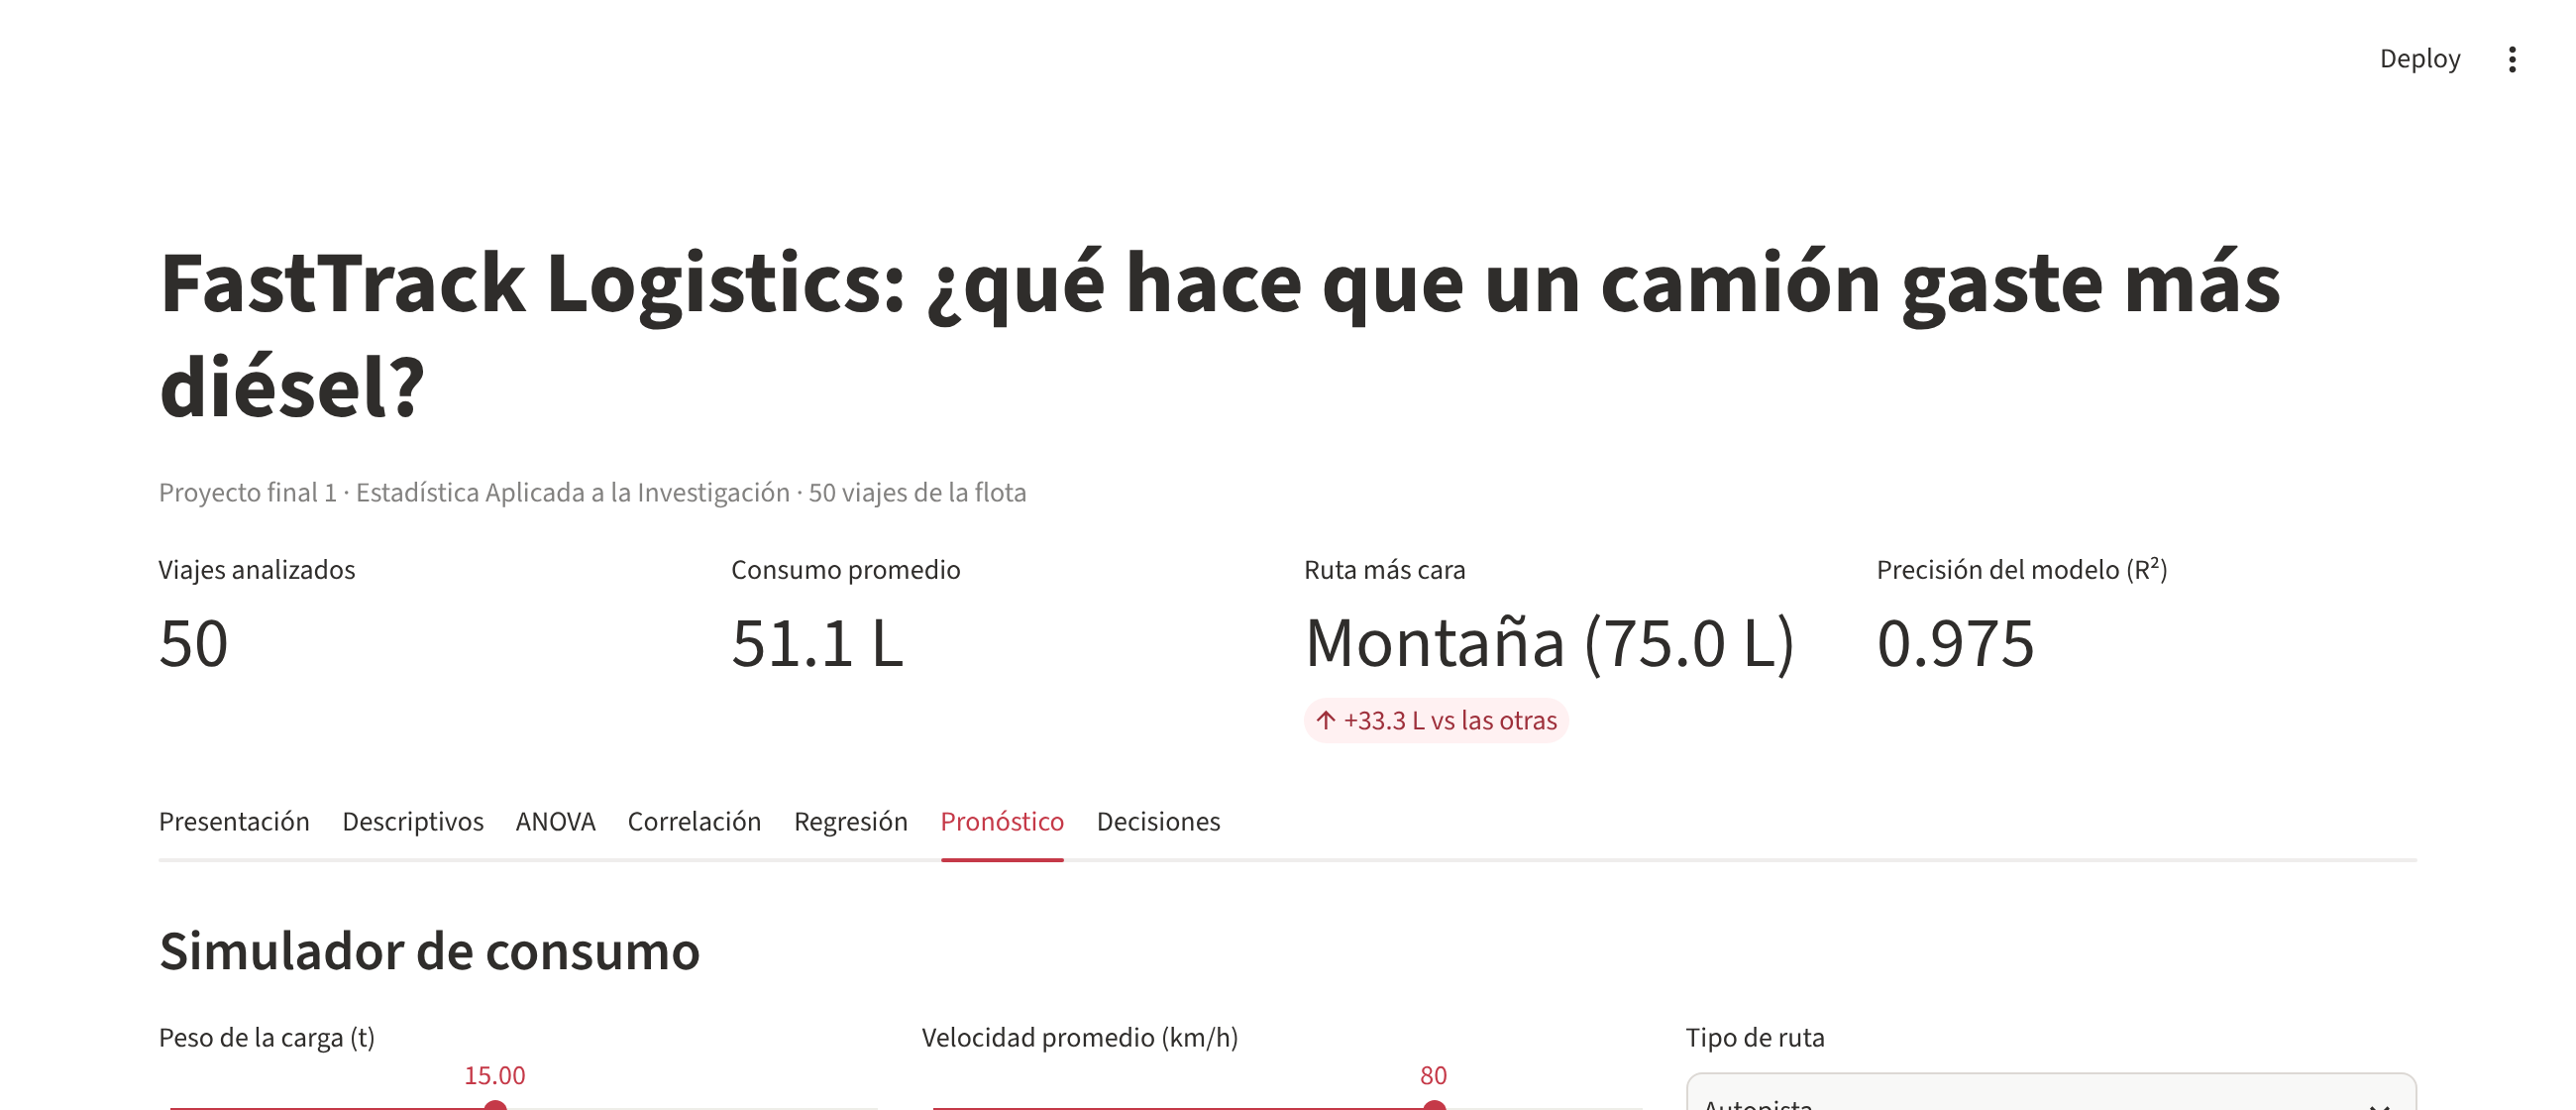 Deploy
FastTrack Logistics: ¿qué hace que un camión gaste más
diésel?
Proyecto final 1 · Estadística Aplicada a la Investigación · 50 viajes de la flota
Viajes analizados
50
Consumo promedio
51.1 L
Ruta más cara
Montaña (75.0 L)
↑ +33.3 L vs las otras
Precisión del modelo (R²)
0.975
Presentación Descriptivos ANOVA Correlación Regresión Pronóstico Decisiones
Simulador de consumo
Peso de la carga (t)
15.00
Velocidad promedio (km/h)
80
Tipo de ruta
Autopista